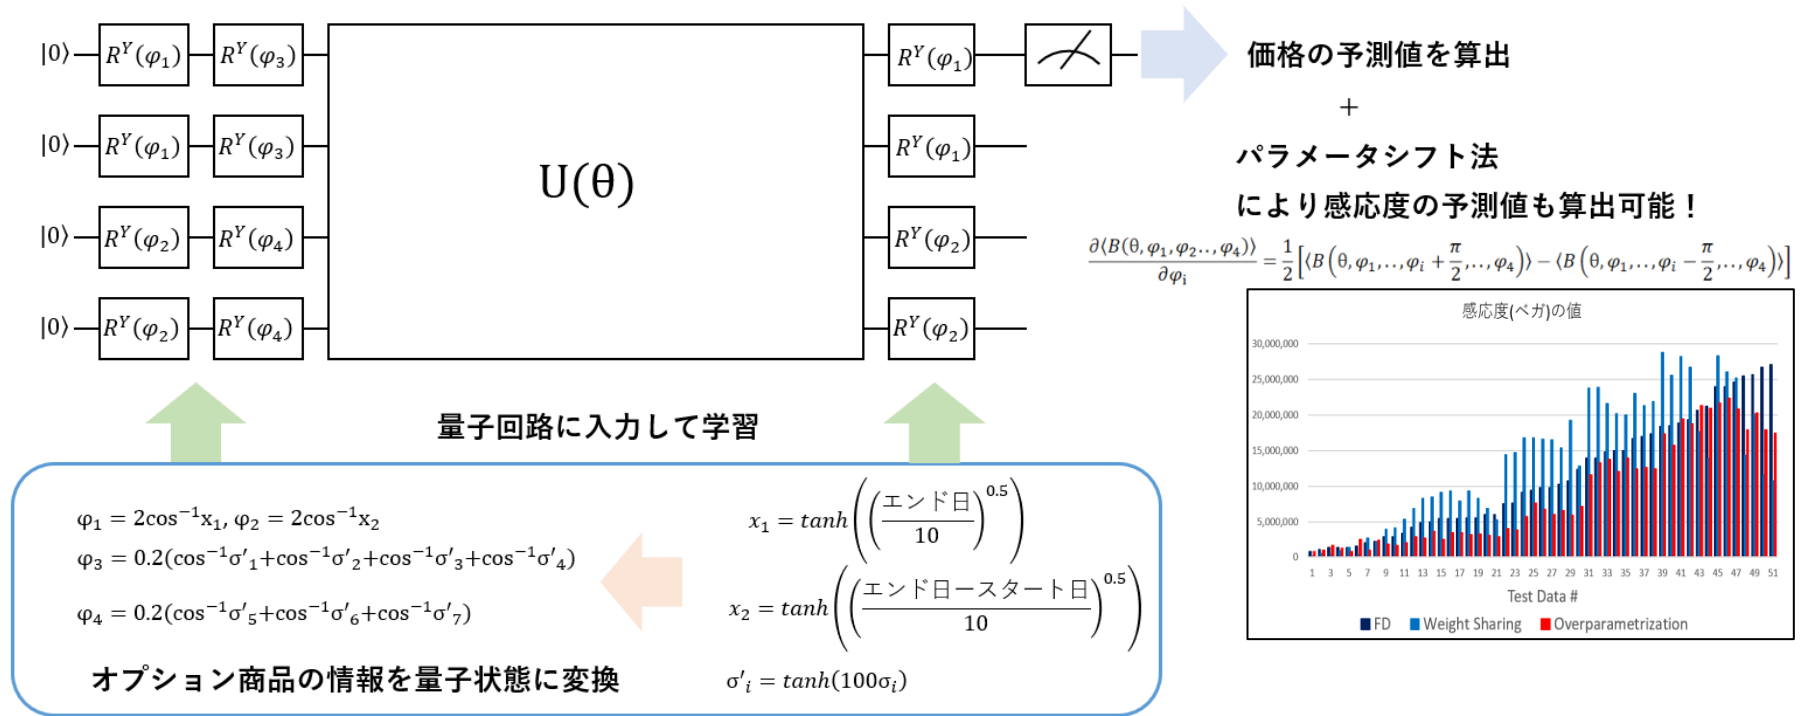 |0⟩ R^Y(φ₁) R^Y(φ₃) R^Y(φ₁)
|0⟩ R^Y(φ₁) R^Y(φ₃) R^Y(φ₁)
|0⟩ R^Y(φ₂) R^Y(φ₄) R^Y(φ₂)
|0⟩ R^Y(φ₂) R^Y(φ₄) R^Y(φ₂)
U(θ)
価格の予測値を算出
+
パラメータシフト法
により感応度の予測値も算出可能！
∂⟨B(θ,φ₁,φ₂..,φ₄)⟩/∂φᵢ = 1/2[⟨B(θ,φ₁,..,φᵢ + π/2,..,φ₄)⟩ − ⟨B(θ,φ₁,..,φᵢ − π/2,..,φ₄)⟩]
量子回路に入力して学習
φ₁ = 2cos⁻¹x₁, φ₂ = 2cos⁻¹x₂
φ₃ = 0.2(cos⁻¹σ′₁+cos⁻¹σ′₂+cos⁻¹σ′₃+cos⁻¹σ′₄)
φ₄ = 0.2(cos⁻¹σ′₅+cos⁻¹σ′₆+cos⁻¹σ′₇)
オプション商品の情報を量子状態に変換
x₁ = tanh((エンド日/10)^0.5)
x₂ = tanh((エンド日ースタート日/10)^0.5)
σ′ᵢ = tanh(100σᵢ)
感応度(ベガ)の値
30,000,000
25,000,000
20,000,000
15,000,000
10,000,000
5,000,000
0
1 3 5 7 9 11 13 15 17 19 21 23 25 27 29 31 33 35 37 39 41 43 45 47 49 51
Test Data #
FD Weight Sharing Overparametrization